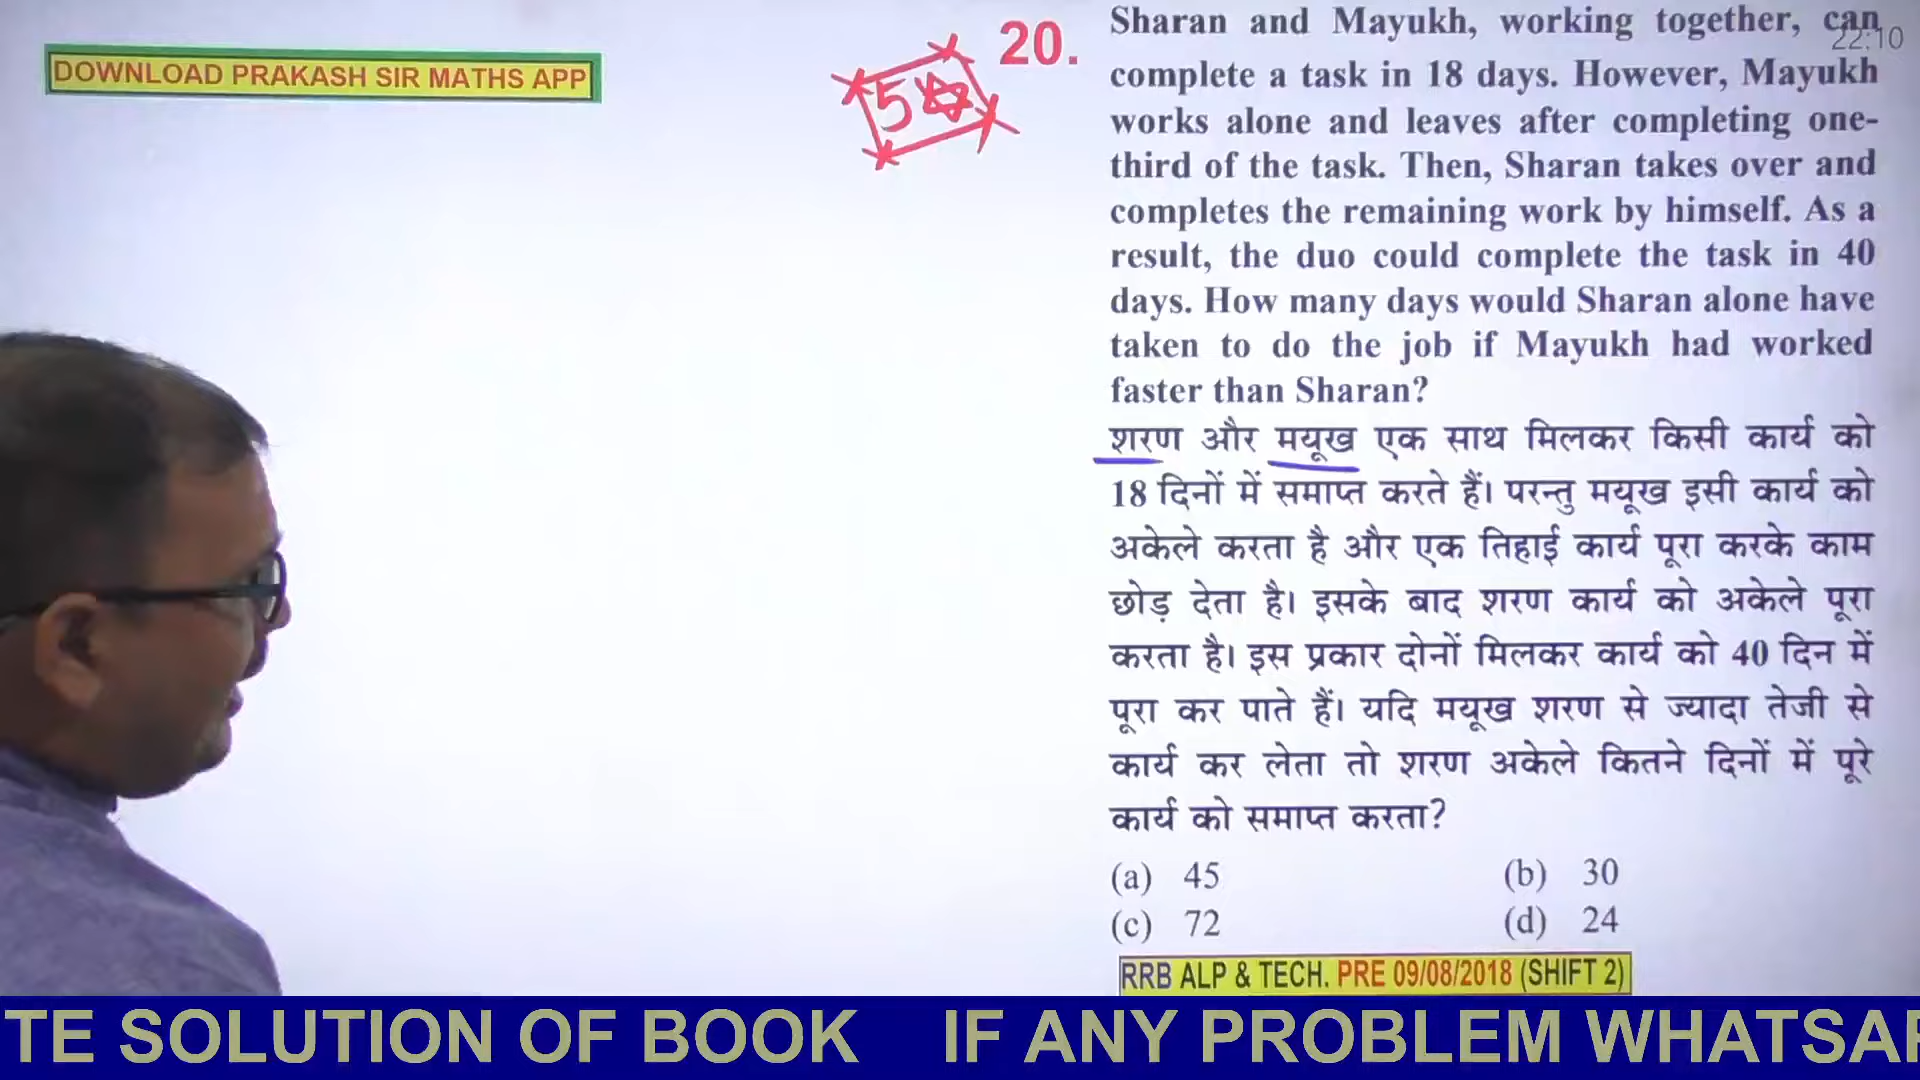 DOWNLOAD PRAKASH SIR MATHS APP
5
20.
22:10
Sharan and Mayukh, working together, can
complete a task in 18 days. However, Mayukh
works alone and leaves after completing one-
third of the task. Then, Sharan takes over and
completes the remaining work by himself. As a
result, the duo could complete the task in 40
days. How many days would Sharan alone have
taken to do the job if Mayukh had worked
faster than Sharan?
शरण और मयूख एक साथ मिलकर किसी कार्य को
18 दिनों में समाप्त करते हैं। परन्तु मयूख इसी कार्य को
अकेले करता है और एक तिहाई कार्य पूरा करके काम
छोड़ देता है। इसके बाद शरण कार्य को अकेले पूरा
करता है। इस प्रकार दोनों मिलकर कार्य को 40 दिन में
पूरा कर पाते हैं। यदि मयूख शरण से ज्यादा तेजी से
कार्य कर लेता तो शरण अकेले कितने दिनों में पूरे
कार्य को समाप्त करता?
(a) 45 (b) 30
(c) 72 (d) 24
RRB ALP & TECH. PRE 09/08/2018 (SHIFT 2)
TE SOLUTION OF BOOK IF ANY PROBLEM WHATSAP